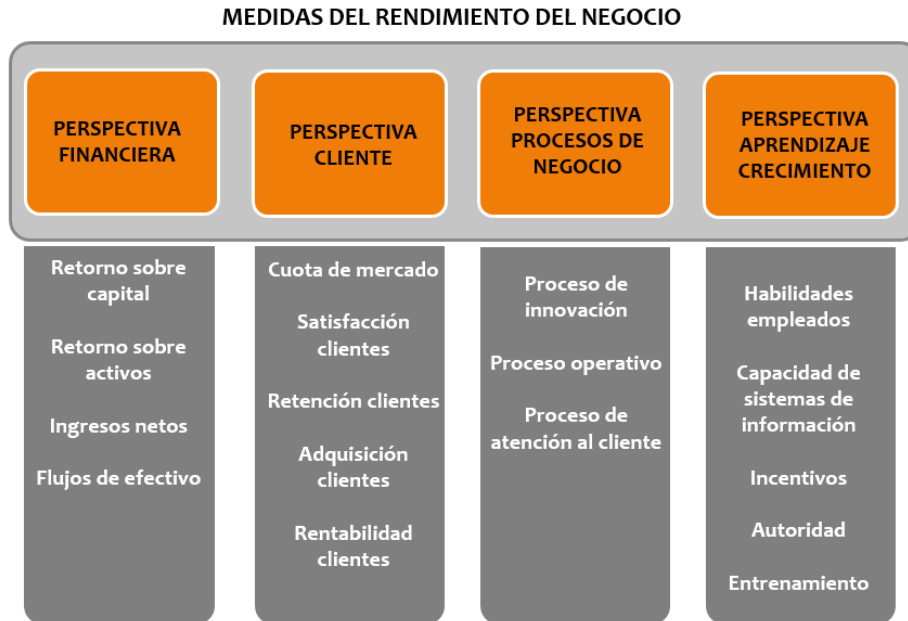 MEDIDAS DEL RENDIMIENTO DEL NEGOCIO
PERSPECTIVA
FINANCIERA
PERSPECTIVA
CLIENTE
PERSPECTIVA
PROCESOS DE
NEGOCIO
PERSPECTIVA
APRENDIZAJE
CRECIMIENTO
Retorno sobre
capital
Retorno sobre
activos
Ingresos netos
Flujos de efectivo
Cuota de mercado
Satisfacción
clientes
Retención clientes
Adquisición
clientes
Rentabilidad
clientes
Proceso de
innovación
Proceso operativo
Proceso de
atención al cliente
Habilidades
empleados
Capacidad de
sistemas de
información
Incentivos
Autoridad
Entrenamiento